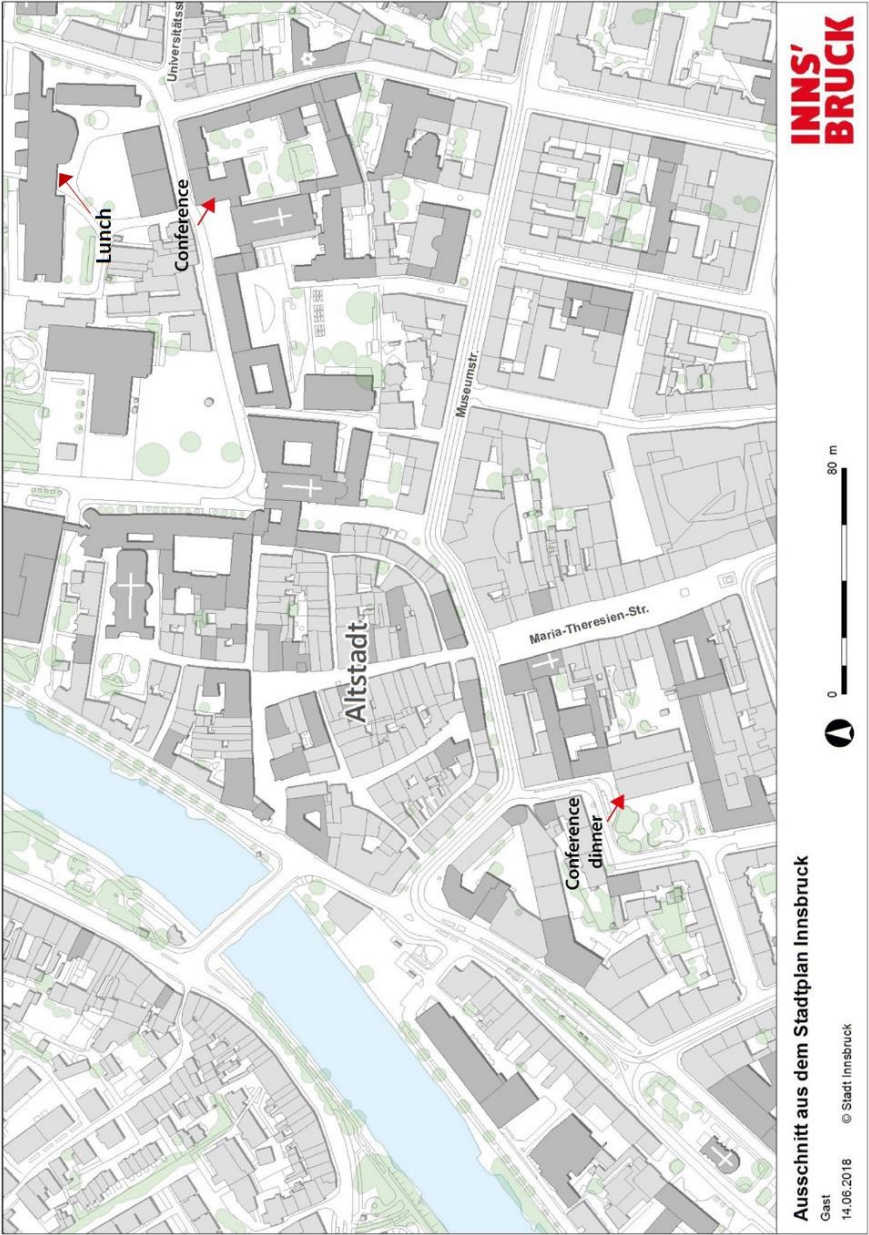 Universitätsst
Lunch
Conference
Museumstr.
Altstadt
Maria-Theresien-Str.
Conference
dinner
INNS'
BRUCK
0 80 m
Ausschnitt aus dem Stadtplan Innsbruck
Gast
14.06.2018 © Stadt Innsbruck